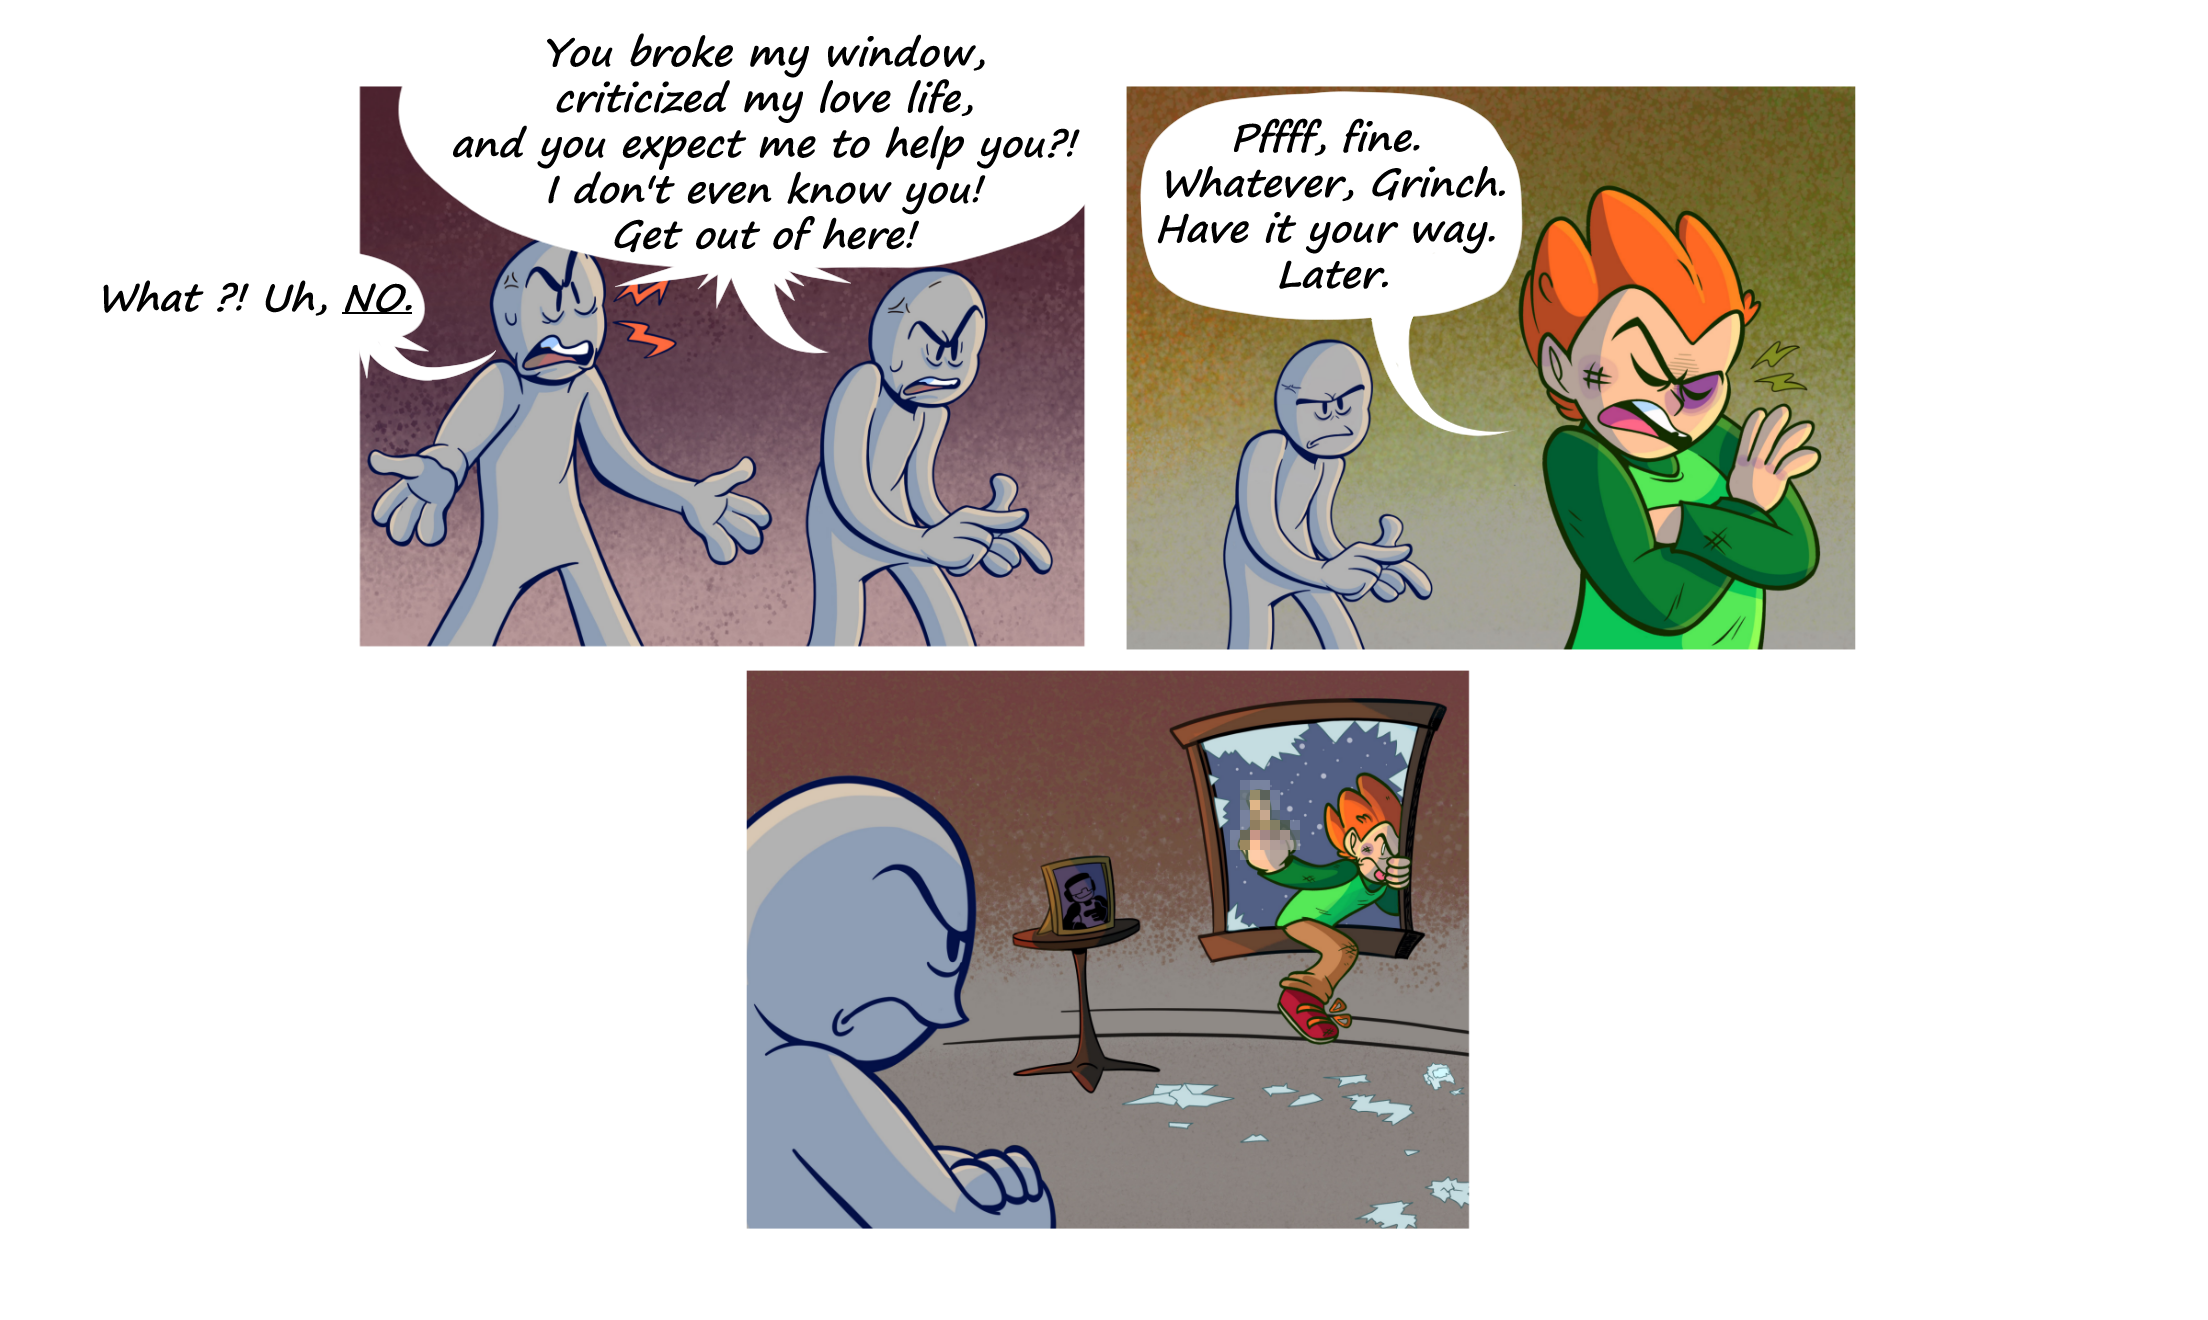 What ?! Uh, NO.
You broke my window,
criticized my love life,
and you expect me to help you?!
I don't even know you!
Get out of here!
Pffff, fine.
Whatever, Grinch.
Have it your way.
Later.